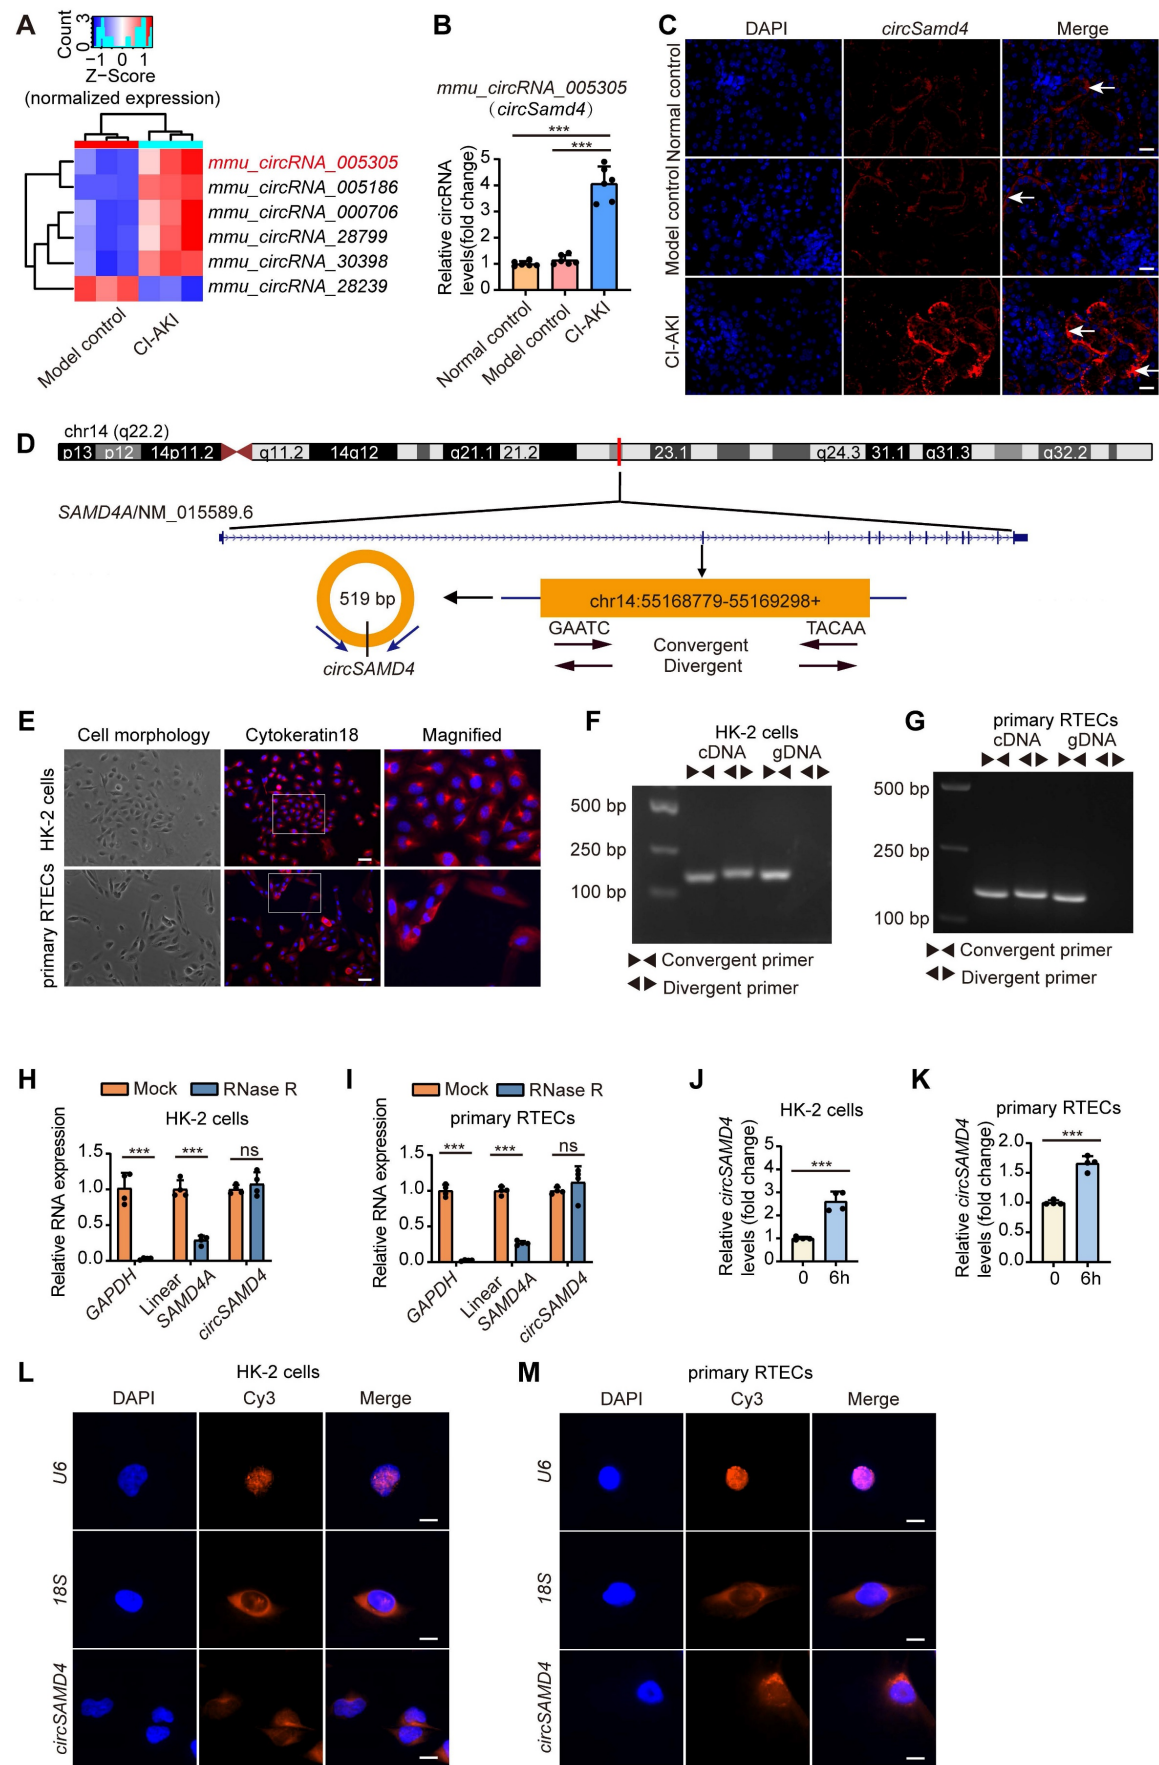 A
Count
3
0
−1 0 1
Z−Score
(normalized expression)
mmu_circRNA_005305
mmu_circRNA_005186
mmu_circRNA_000706
mmu_circRNA_28799
mmu_circRNA_30398
mmu_circRNA_28239
Model control
CI-AKI
B
mmu_circRNA_005305
(circSamd4)
***
***
Relative circRNA
levels(fold change)
5
4
3
2
1
0
Normal control
Model control
CI-AKI
C
DAPI
circSamd4
Merge
Normal control
Model control
CI-AKI
D
chr14 (q22.2)
p13 p12 14p11.2 q11.2 14q12 q21.1 21.2 23.1 q24.3 31.1 q31.3 q32.2
SAMD4A/NM_015589.6
519 bp
circSAMD4
chr14:55168779-55169298+
GAATC
TACAA
Convergent
Divergent
E
Cell morphology
Cytokeratin18
Magnified
HK-2 cells
primary RTECs
F
HK-2 cells
cDNA gDNA
500 bp
250 bp
100 bp
Convergent primer
Divergent primer
G
primary RTECs
cDNA gDNA
500 bp
250 bp
100 bp
Convergent primer
Divergent primer
H
Mock RNase R
HK-2 cells
Relative RNA expression
1.5
1.0
0.5
0.0
*** *** ns
GAPDH
Linear
SAMD4A
circSAMD4
I
Mock RNase R
primary RTECs
Relative RNA expression
1.5
1.0
0.5
0.0
*** *** ns
GAPDH
Linear
SAMD4A
circSAMD4
J
HK-2 cells
Relative circSAMD4
levels (fold change)
5
4
3
2
1
0
***
0 6h
K
primary RTECs
Relative circSAMD4
levels (fold change)
2.0
1.5
1.0
0.5
0.0
***
0 6h
L
HK-2 cells
DAPI
Cy3
Merge
U6
18S
circSAMD4
M
primary RTECs
DAPI
Cy3
Merge
U6
18S
circSAMD4